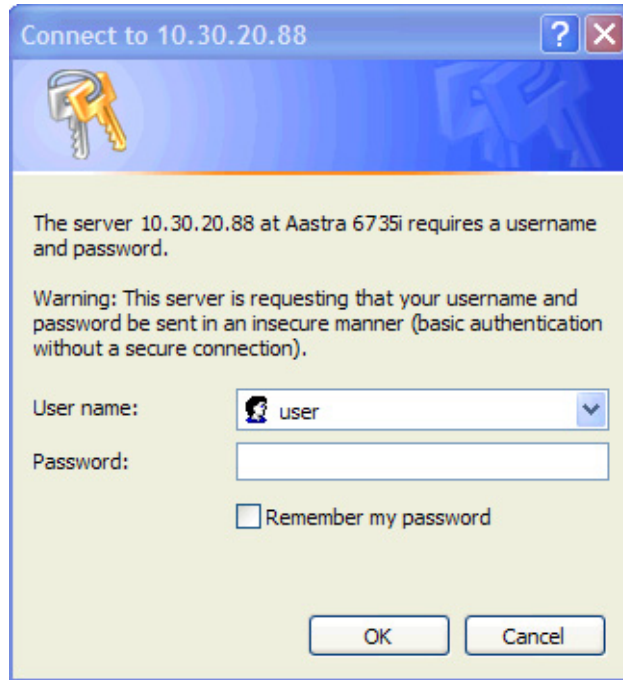 Connect to 10.30.20.88
The server 10.30.20.88 at Aastra 6735i requires a username
and password.
Warning: This server is requesting that your username and
password be sent in an insecure manner (basic authentication
without a secure connection).
User name:
user
Password:
Remember my password
OK
Cancel